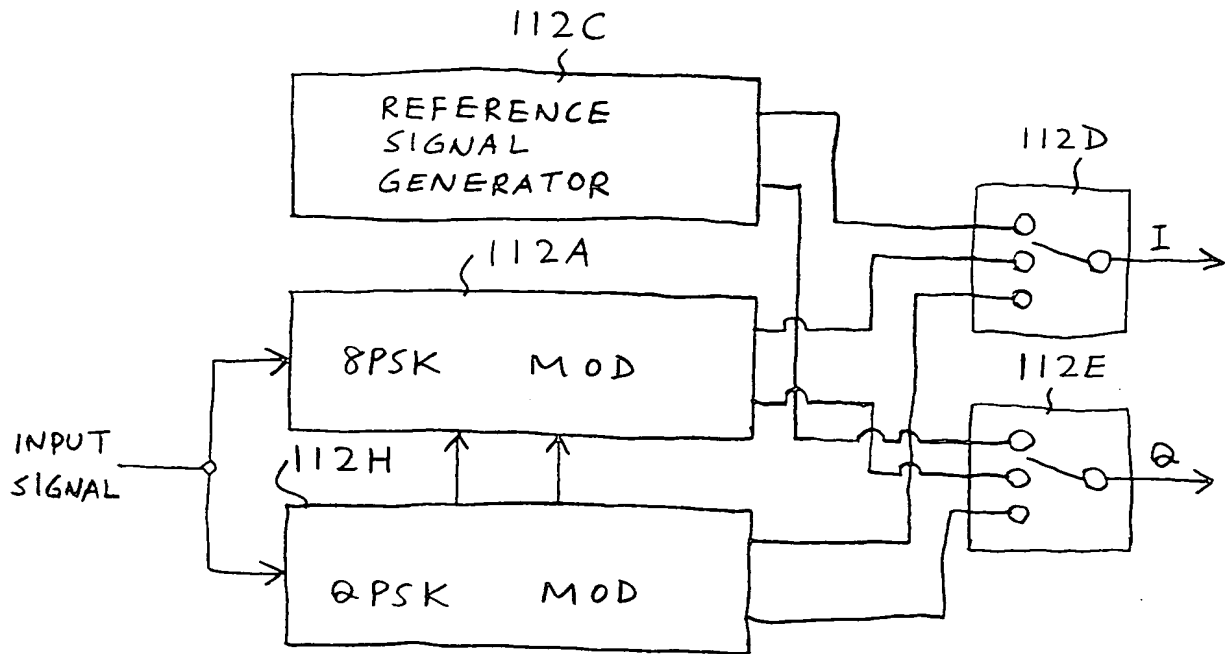 112C
REFERENCE
SIGNAL
GENERATOR
112D
I
112A
8PSK MOD
112E
Q
INPUT
SIGNAL
112H
QPSK MOD